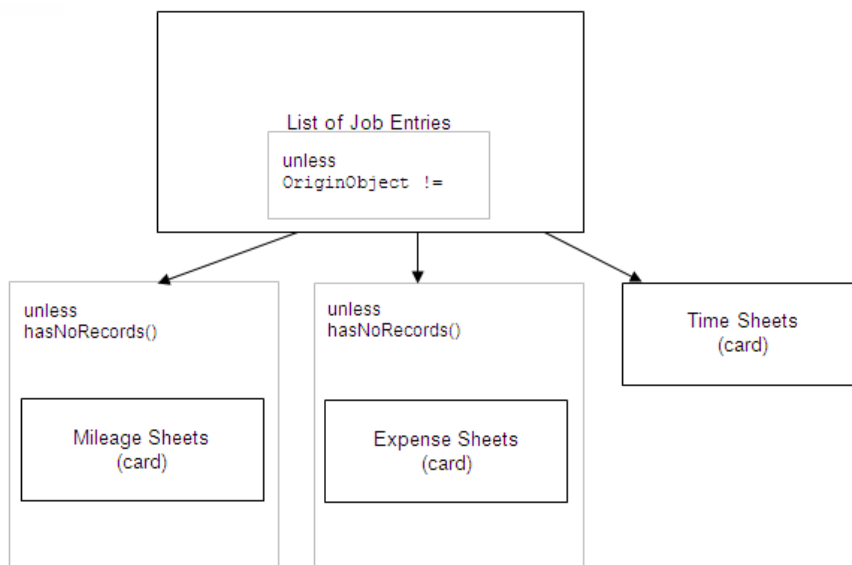 List of Job Entries
unless
OriginObject !=
unless
hasNoRecords()
Mileage Sheets
(card)
unless
hasNoRecords()
Expense Sheets
(card)
Time Sheets
(card)